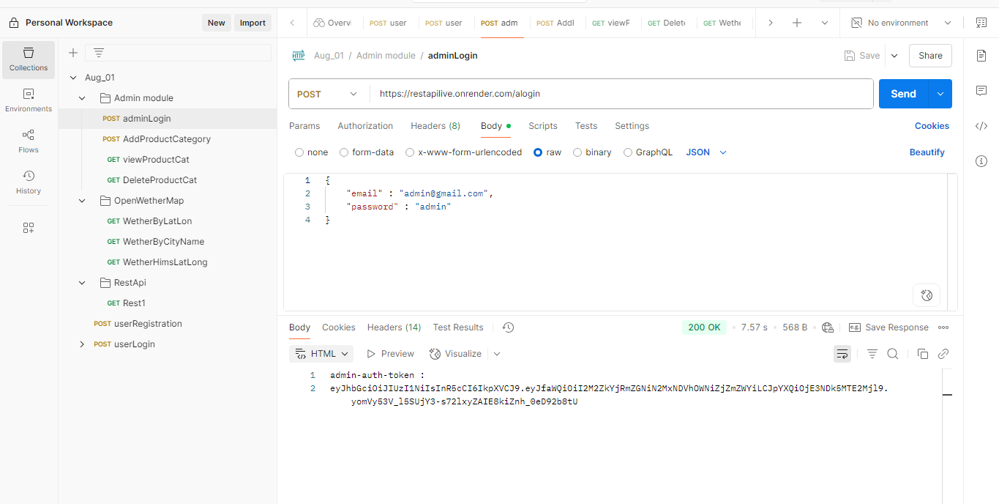 Personal Workspace
New
Import
Overvi
POST user
POST user
POST adm
POST AddI
GET viewF
GET Delete
GET Wethe
No environment
Collections
Environments
Flows
History
Aug_01
Admin module
POST adminLogin
POST AddProductCategory
GET viewProductCat
GET DeleteProductCat
OpenWetherMap
GET WetherByLatLon
GET WetherByCityName
GET WetherHimsLatLong
RestApi
GET Rest1
POST userRegistration
POST userLogin
HTTP Aug_01 / Admin module / adminLogin
Save
Share
POST https://restapilive.onrender.com/alogin
Send
Params Authorization Headers (8) Body Scripts Tests Settings Cookies
none form-data x-www-form-urlencoded raw binary GraphQL JSON Beautify
1 {
2 "email" : "admin@gmail.com",
3 "password" : "admin"
4 }
Body Cookies Headers (14) Test Results 200 OK 7.57 s 568 B e.g. Save Response
HTML Preview Visualize
1 admin-auth-token :
2 eyJhbGciOiJIUzI1NiIsInR5cCI6IkpXVCJ9.eyJfaWQiOiI2M2ZkYjRmZGNiN2MxNDVhOWNiZjZmZWYiLCJpYXQiOjE3NDk5MTE2Mjl9.
yomVy53V_l5SUjY3-s72lxyZAIE8kiZnh_0eD92b8tU